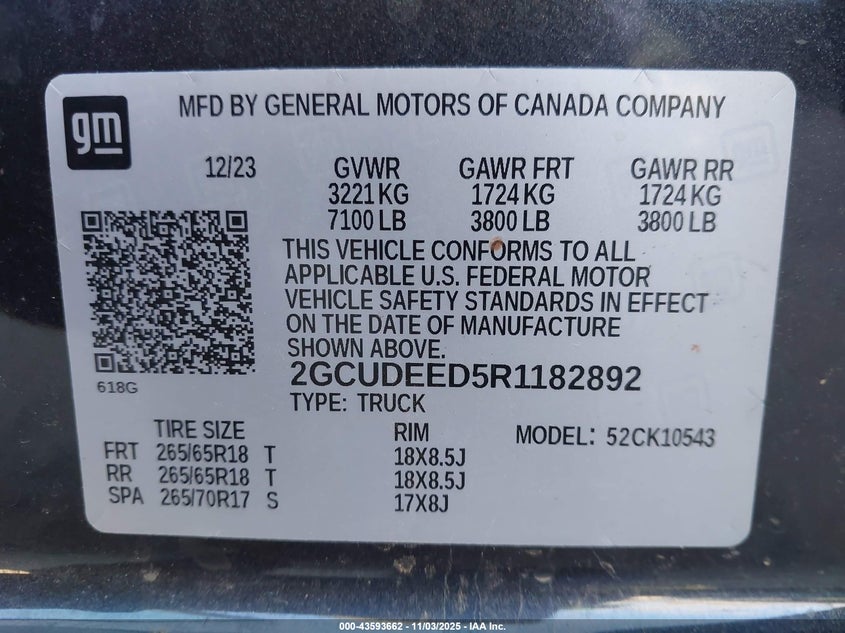 gm
MFD BY GENERAL MOTORS OF CANADA COMPANY
12/23 GVWR GAWR FRT GAWR RR
3221 KG 1724 KG 1724 KG
7100 LB 3800 LB 3800 LB
THIS VEHICLE CONFORMS TO ALL
APPLICABLE U.S. FEDERAL MOTOR
VEHICLE SAFETY STANDARDS IN EFFECT
ON THE DATE OF MANUFACTURE
SHOWN ABOVE.
618G
2GCUDEED5R1182892
TYPE: TRUCK
TIRE SIZE RIM MODEL: 52CK10543
FRT 265/65R18 T 18X8.5J
RR 265/65R18 T 18X8.5J
SPA 265/70R17 S 17X8J
000-43593662 - 11/03/2025 - IAA Inc.